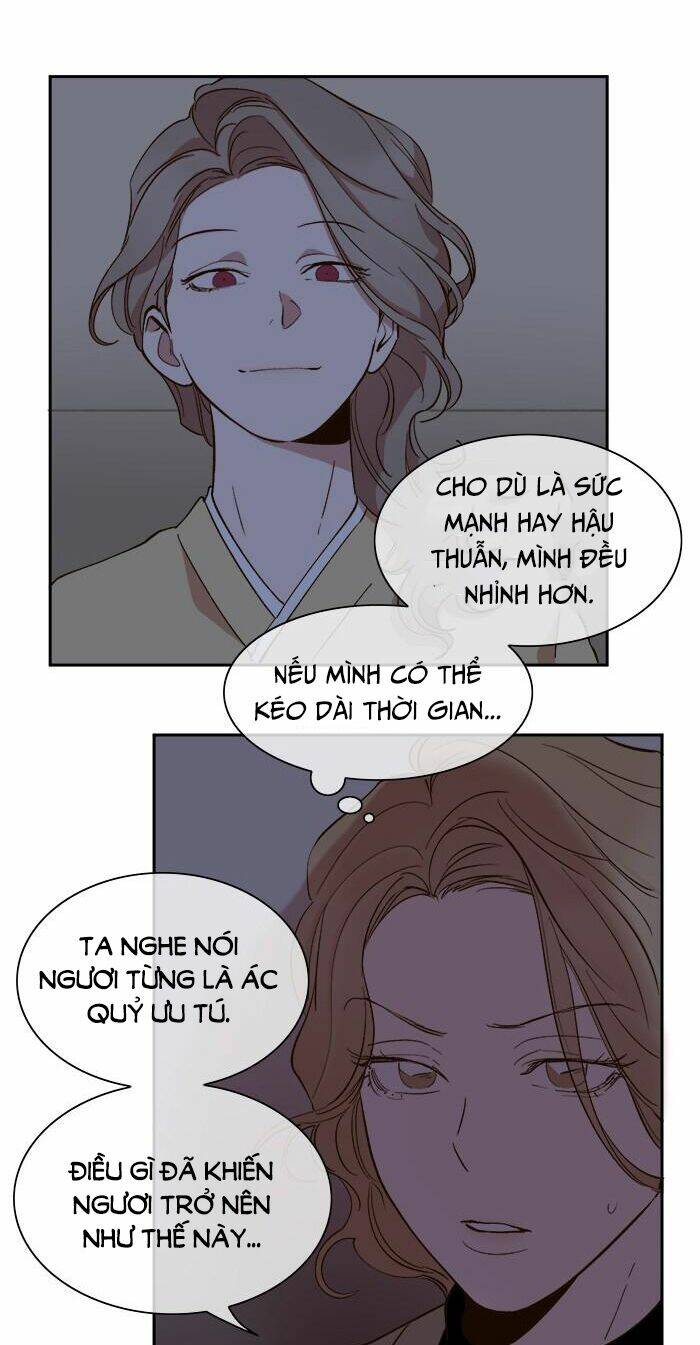 CHO DÙ LÀ SỨC
MẠNH HAY HẬU
THUẪN, MÌNH ĐỀU
NHỈNH HƠN.
NẾU MÌNH CÓ THỂ
KÉO DÀI THỜI GIAN...
TA NGHE NÓI
NGƯƠI TỪNG LÀ ÁC
QUỶ ƯU TÚ.
ĐIỀU GÌ ĐÃ KHIẾN
NGƯƠI TRỞ NÊN
NHƯ THẾ NÀY...